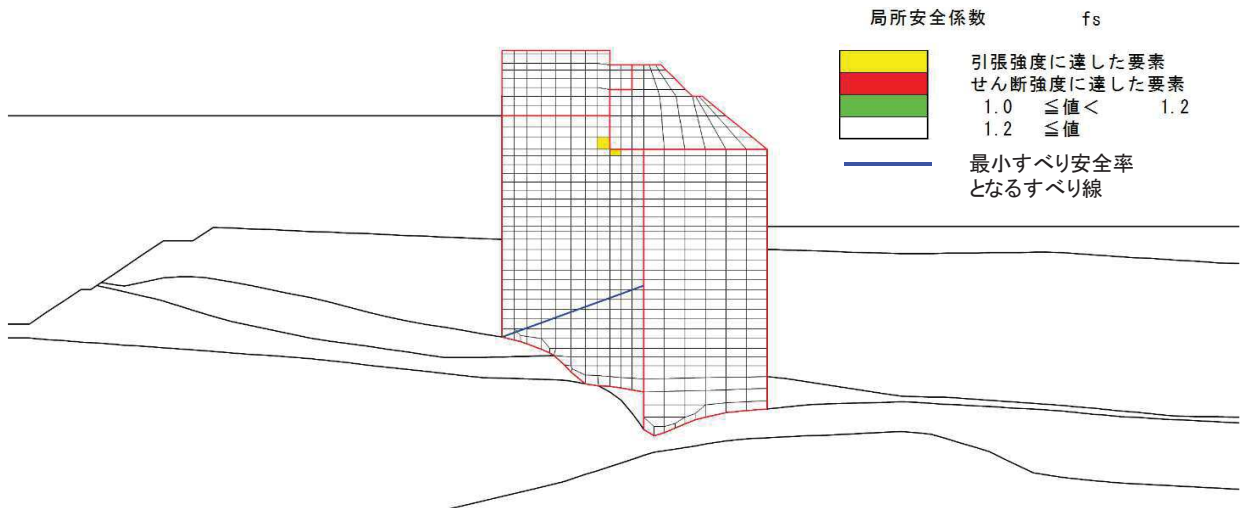 局所安全係数 fs
引張強度に達した要素
せん断強度に達した要素
1.0 ≦値< 1.2
1.2 ≦値
最小すべり安全率
となるすべり線